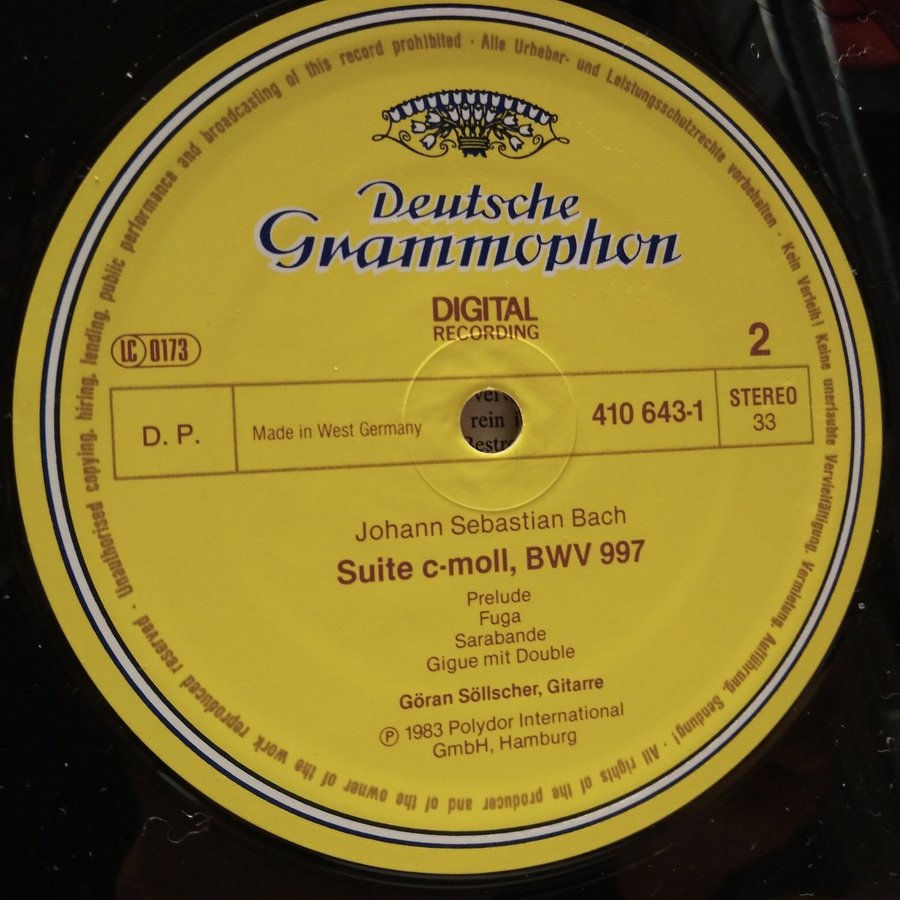 Deutsche
Grammophon
DIGITAL
RECORDING
LC 0173
2
D. P.
Made in West Germany
410 643-1
STEREO
33
rein
Johann Sebastian Bach
Suite c-moll, BWV 997
Prelude
Fuga
Sarabande
Gigue mit Double
Göran Söllscher, Gitarre
Ⓟ 1983 Polydor International
GmbH, Hamburg
Alle Urheber- und Leistungsschutzrechte vorbehalten · Kein Verleih! Keine unerlaubte Vervielfältigung, Vermietung, Aufführung, Sendung! · All rights of the producer and of the owner of the work reproduced reserved · Unauthorised copying, hiring, lending, public performance and broadcasting of this record prohibited ·